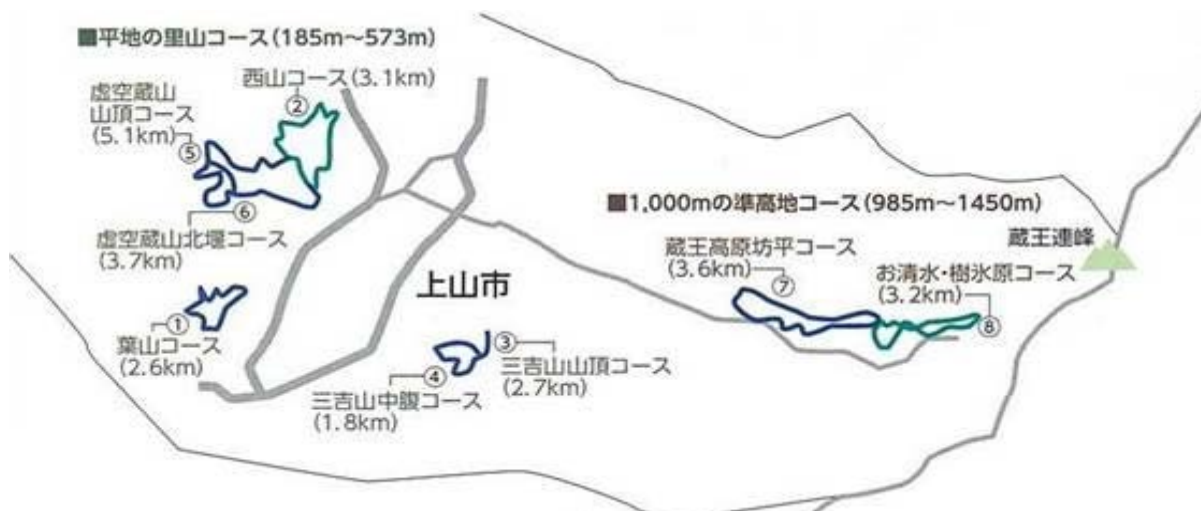 ■平地の里山コース(185m〜573m)
西山コース(3.1km)
②
虚空蔵山
山頂コース
(5.1km)
⑤
⑥
虚空蔵山北堰コース
(3.7km)
①
葉山コース
(2.6km)
上山市
③
三吉山山頂コース
(2.7km)
④
三吉山中腹コース
(1.8km)
■1,000mの準高地コース(985m〜1450m)
蔵王連峰
蔵王高原坊平コース
(3.6km)
⑦
お清水・樹氷原コース
(3.2km)
⑧